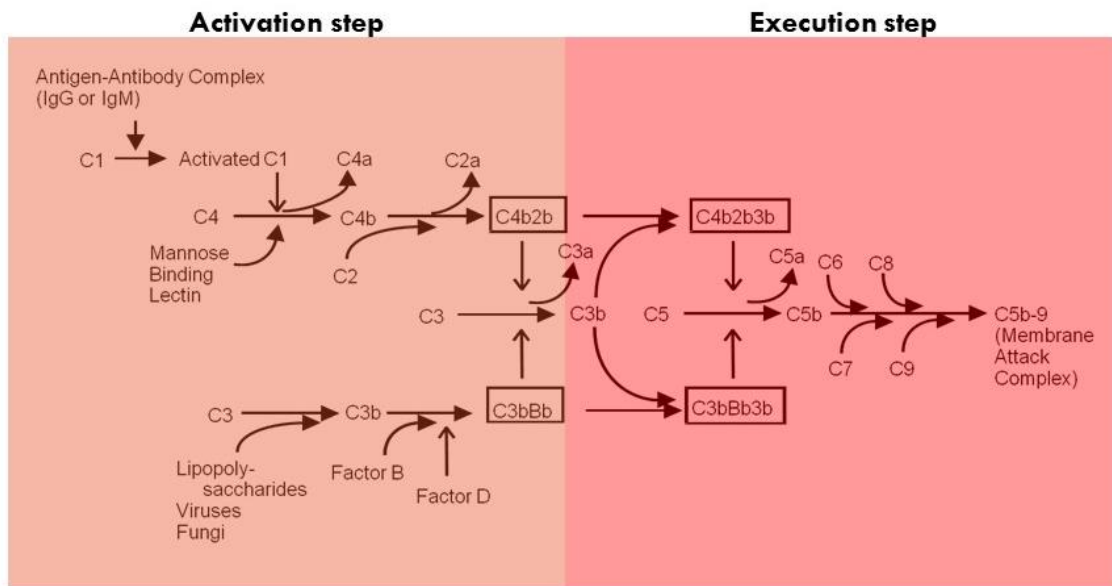 Activation step
Execution step
Antigen-Antibody Complex
(IgG or IgM)
C1
Activated C1
C4a
C2a
C4
C4b
C4b2b
C4b2b3b
Mannose
Binding
Lectin
C2
C3a
C5a
C6
C8
C3
C3b
C5
C5b
C5b-9
(Membrane
Attack
Complex)
C7
C9
C3
C3b
C3bBb
C3bBb3b
Lipopoly-
saccharides
Viruses
Fungi
Factor B
Factor D